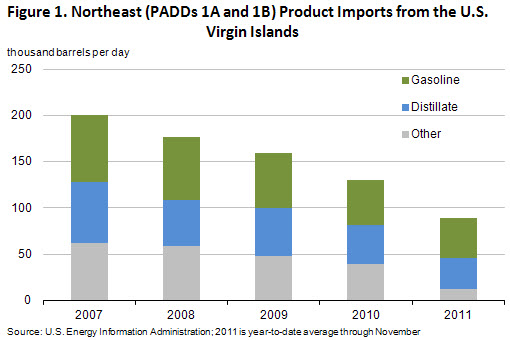 Figure 1. Northeast (PADDs 1A and 1B) Product Imports from the U.S.
Virgin Islands
thousand barrels per day
250
200
150
100
50
0
Gasoline
Distillate
Other
2007 2008 2009 2010 2011
Source: U.S. Energy Information Administration; 2011 is year-to-date average through November